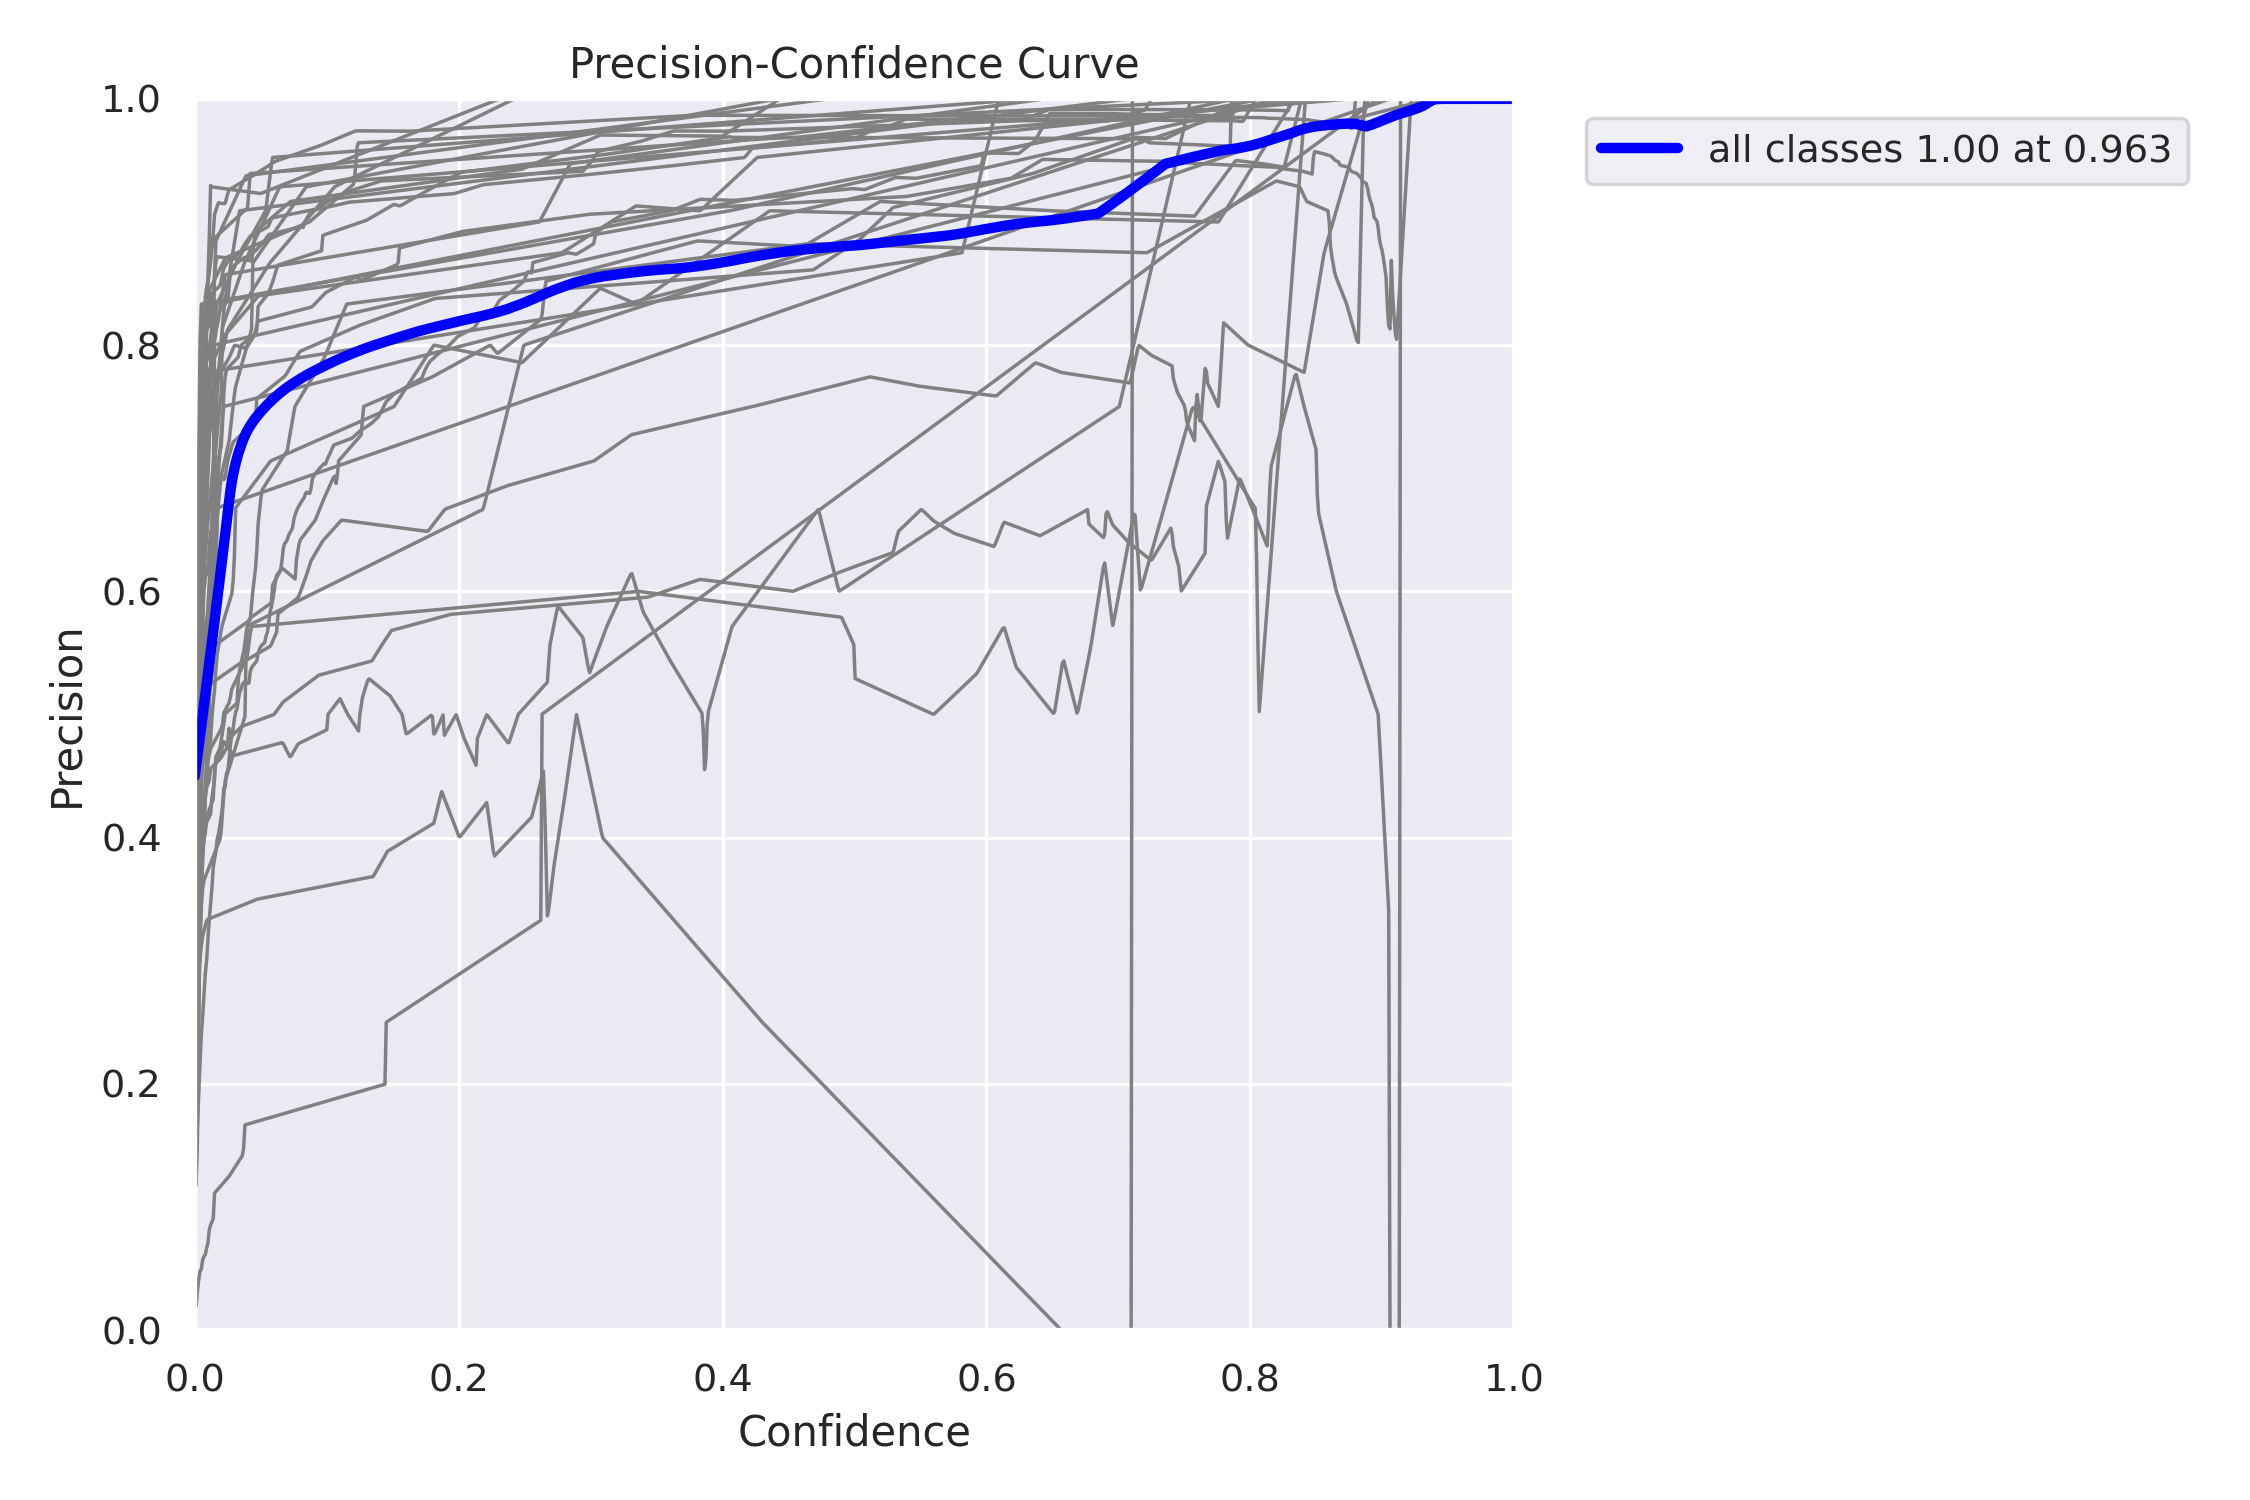 Precision-Confidence Curve
1.0
all classes 1.00 at 0.963
0.8
0.6
Precision
0.4
0.2
0.0
0.0 0.2 0.4 0.6 0.8 1.0
Confidence